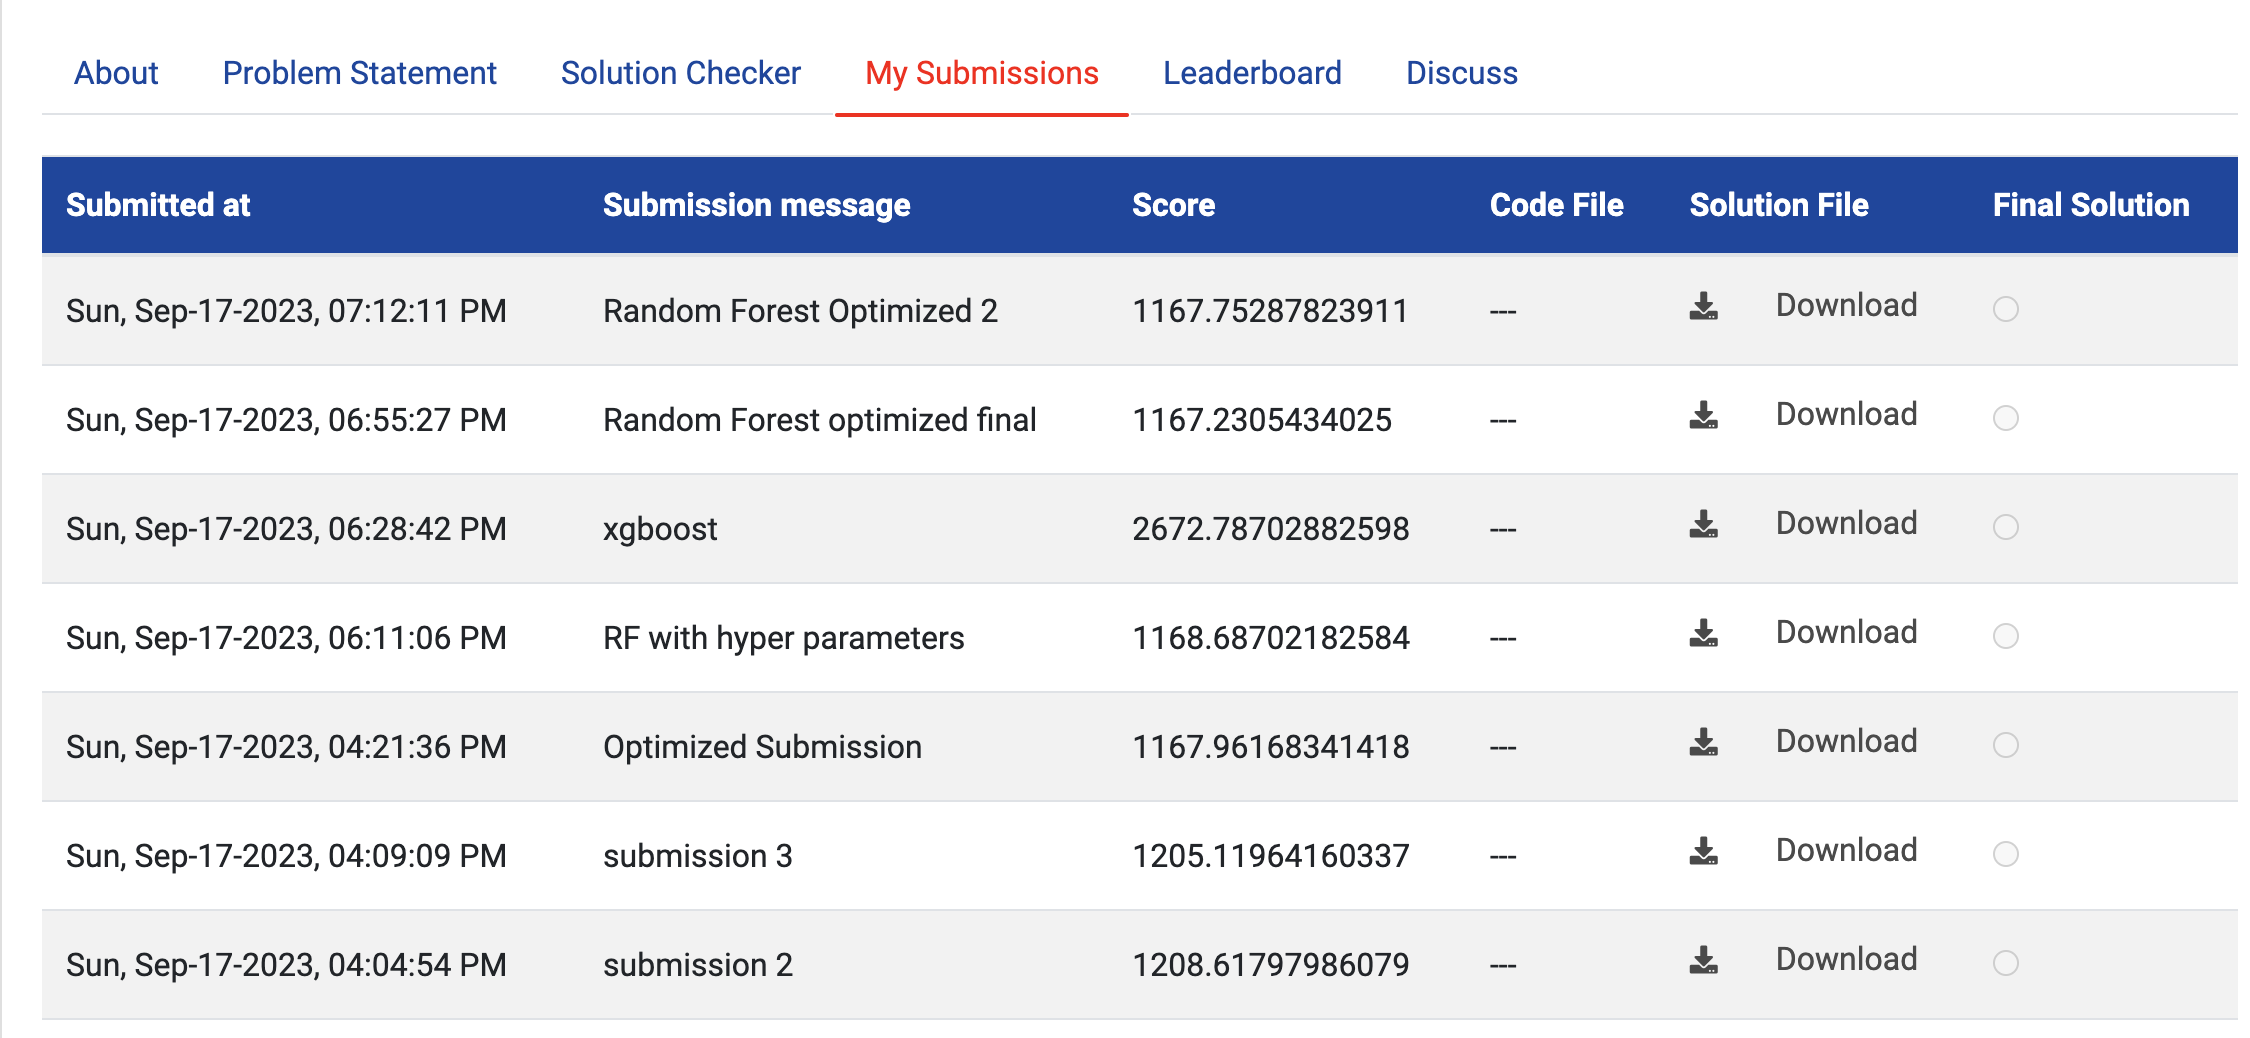 About Problem Statement Solution Checker My Submissions Leaderboard Discuss
Submitted at Submission message Score Code File Solution File Final Solution
Sun, Sep-17-2023, 07:12:11 PM Random Forest Optimized 2 1167.75287823911 --- Download
Sun, Sep-17-2023, 06:55:27 PM Random Forest optimized final 1167.2305434025 --- Download
Sun, Sep-17-2023, 06:28:42 PM xgboost 2672.78702882598 --- Download
Sun, Sep-17-2023, 06:11:06 PM RF with hyper parameters 1168.68702182584 --- Download
Sun, Sep-17-2023, 04:21:36 PM Optimized Submission 1167.96168341418 --- Download
Sun, Sep-17-2023, 04:09:09 PM submission 3 1205.11964160337 --- Download
Sun, Sep-17-2023, 04:04:54 PM submission 2 1208.61797986079 --- Download